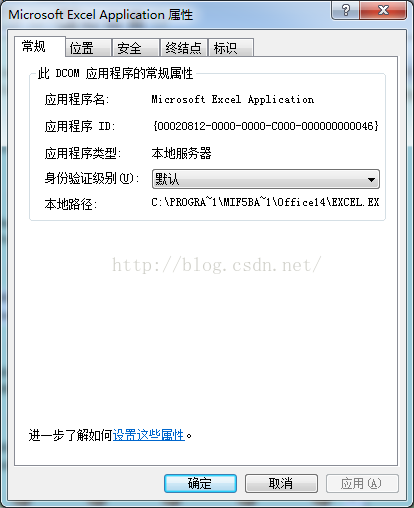 Microsoft Excel Application 属性
常规 位置 安全 终结点 标识
此 DCOM 应用程序的常规属性
应用程序名: Microsoft Excel Application
应用程序 ID: {00020812-0000-0000-C000-000000000046}
应用程序类型: 本地服务器
身份验证级别(U): 默认
本地路径: C:\PROGRA~1\MIF5BA~1\Office14\EXCEL.EX
http://blog.csdn.net/
进一步了解如何设置这些属性。
确定 取消 应用(A)